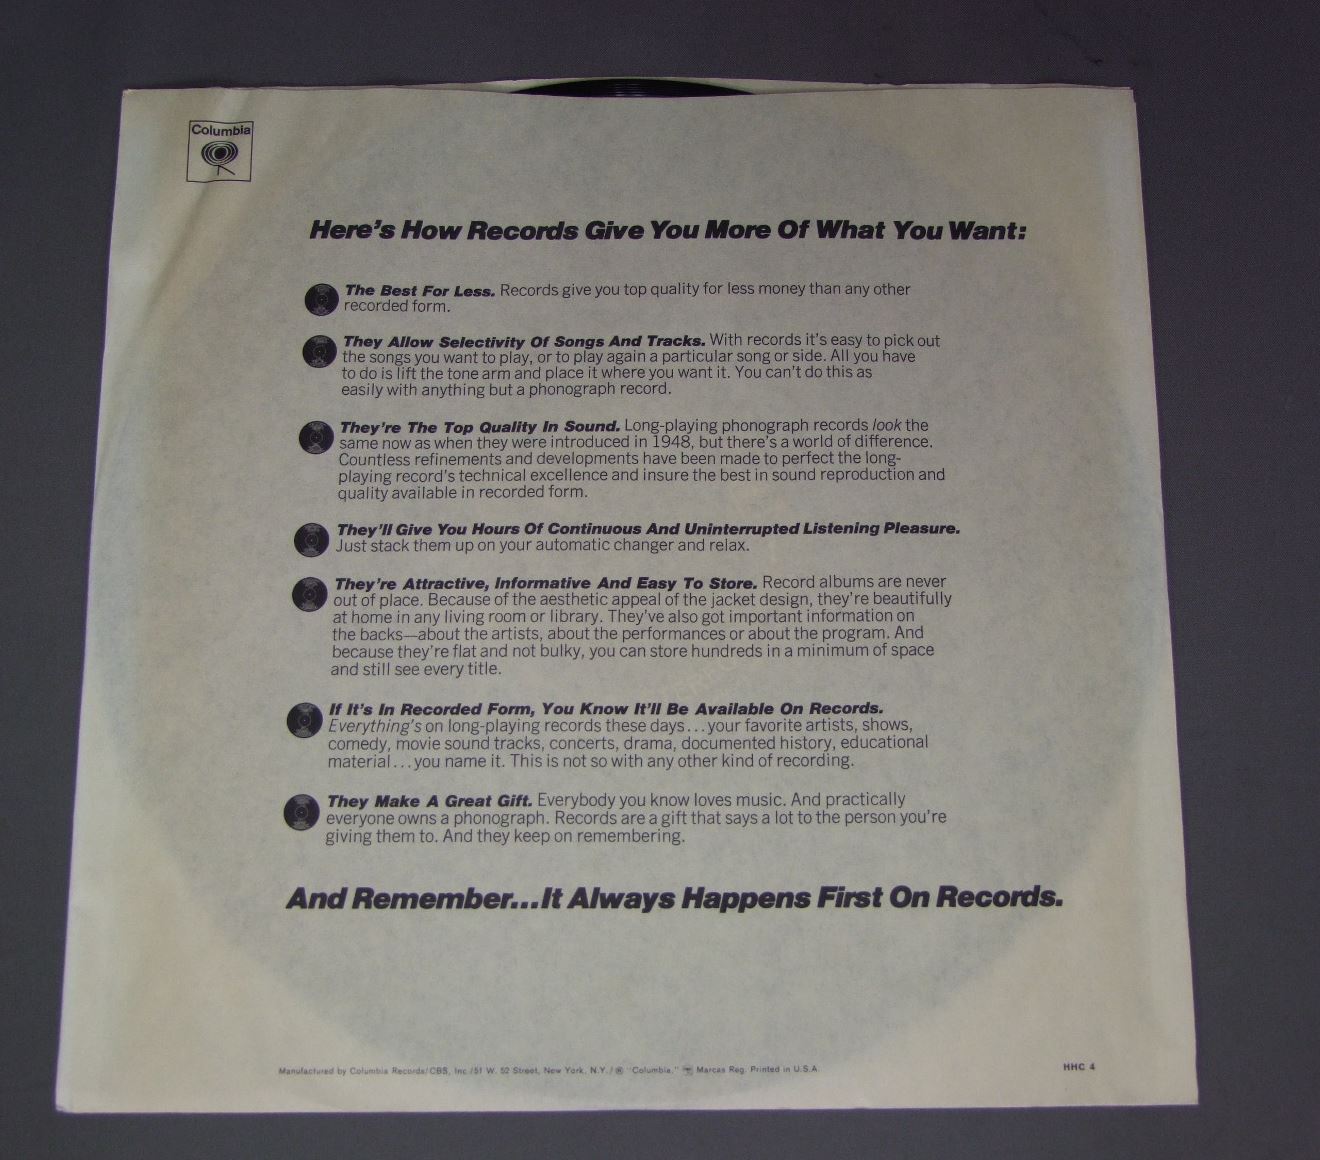 Columbia
Here's How Records Give You More Of What You Want:
The Best For Less. Records give you top quality for less money than any other
recorded form.
They Allow Selectivity Of Songs And Tracks. With records it's easy to pick out
the songs you want to play, or to play again a particular song or side. All you have
to do is lift the tone arm and place it where you want it. You can't do this as
easily with anything but a phonograph record.
They're The Top Quality In Sound. Long-playing phonograph records look the
same now as when they were introduced in 1948, but there's a world of difference.
Countless refinements and developments have been made to perfect the long-
playing record's technical excellence and insure the best in sound reproduction and
quality available in recorded form.
They'll Give You Hours Of Continuous And Uninterrupted Listening Pleasure.
Just stack them up on your automatic changer and relax.
They're Attractive, Informative And Easy To Store. Record albums are never
out of place. Because of the aesthetic appeal of the jacket design, they're beautifully
at home in any living room or library. They've also got important information on
the backs—about the artists, about the performances or about the program. And
because they're flat and not bulky, you can store hundreds in a minimum of space
and still see every title.
If It's In Recorded Form, You Know It'll Be Available On Records.
Everything's on long-playing records these days...your favorite artists, shows,
comedy, movie sound tracks, concerts, drama, documented history, educational
material...you name it. This is not so with any other kind of recording.
They Make A Great Gift. Everybody you know loves music. And practically
everyone owns a phonograph. Records are a gift that says a lot to the person you're
giving them to. And they keep on remembering.
And Remember...It Always Happens First On Records.
Manufactured by Columbia Records/CBS, Inc./51 W. 52 Street, New York, N.Y./® "Columbia," Marcas Reg. Printed in U.S.A.
HHC 4